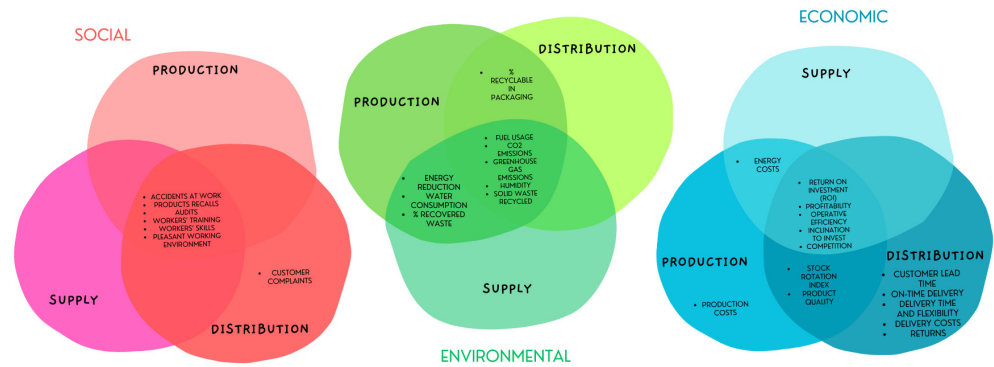 SOCIAL
PRODUCTION
• ACCIDENTS AT WORK
• PRODUCTS RECALLS
• AUDITS
• WORKERS' TRAINING
• WORKERS' SKILLS
• PLEASANT WORKING
ENVIRONMENT
• CUSTOMER
COMPLAINTS
SUPPLY
DISTRIBUTION
DISTRIBUTION
• %
RECYCLABLE
IN
PACKAGING
PRODUCTION
• FUEL USAGE
• CO2
EMISSIONS
• GREENHOUSE
GAS
EMISSIONS
• HUMIDITY
• SOLID WASTE
RECYCLED
• ENERGY
REDUCTION
• WATER
CONSUMPTION
• % RECOVERED
WASTE
SUPPLY
ENVIRONMENTAL
ECONOMIC
SUPPLY
• ENERGY
COSTS
• RETURN ON
INVESTMENT
(ROI)
• PROFITABILITY
• OPERATIVE
EFFICIENCY
• INCLINATION
TO INVEST
• COMPETITION
PRODUCTION
• STOCK
ROTATION
INDEX
• PRODUCT
QUALITY
• PRODUCTION
COSTS
DISTRIBUTION
• CUSTOMER LEAD
TIME
• ON-TIME DELIVERY
• DELIVERY TIME
AND FLEXIBILITY
• DELIVERY COSTS
• RETURNS